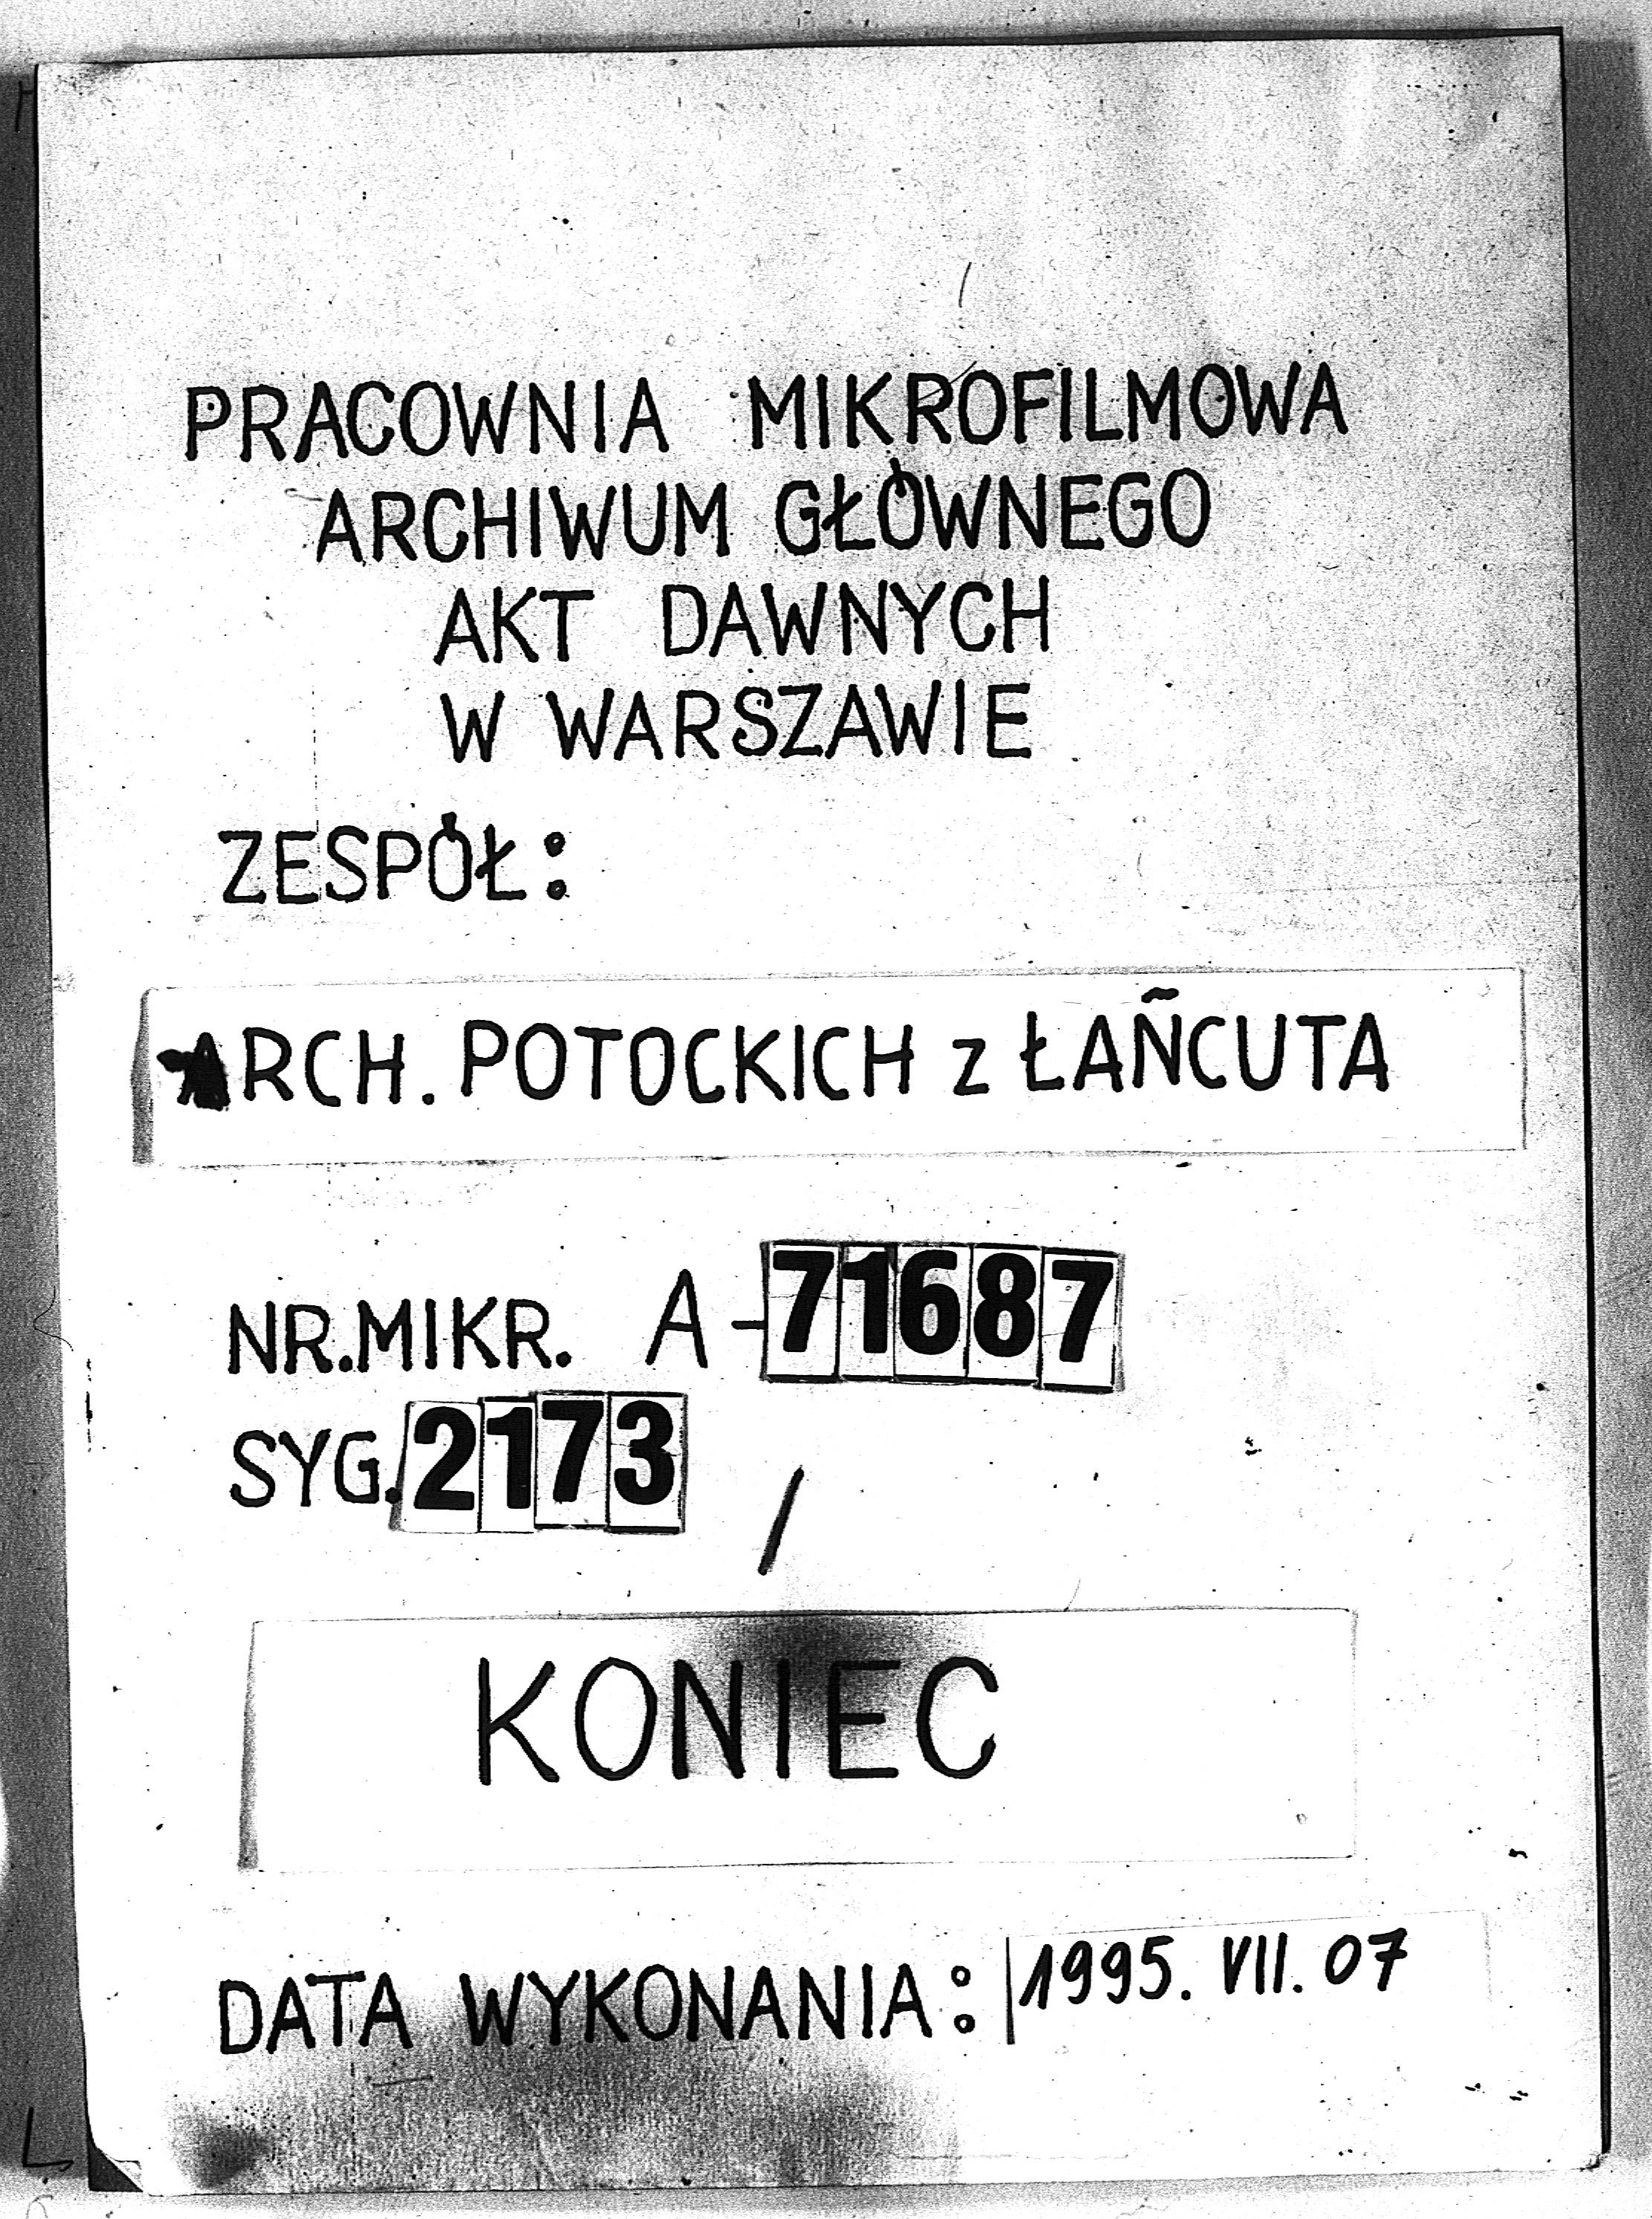 PRACOWNIA MIKROFILMOWA
ARCHIWUM GŁÓWNEGO
AKT DAWNYCH
W WARSZAWIE
ZESPÓŁ:
ARCH. POTOCKICH z ŁAŃCUTA
NR.MIKR. A-71687
SYG. 2173 /
KONIEC
DATA WYKONANIA: 1995. VII. 07